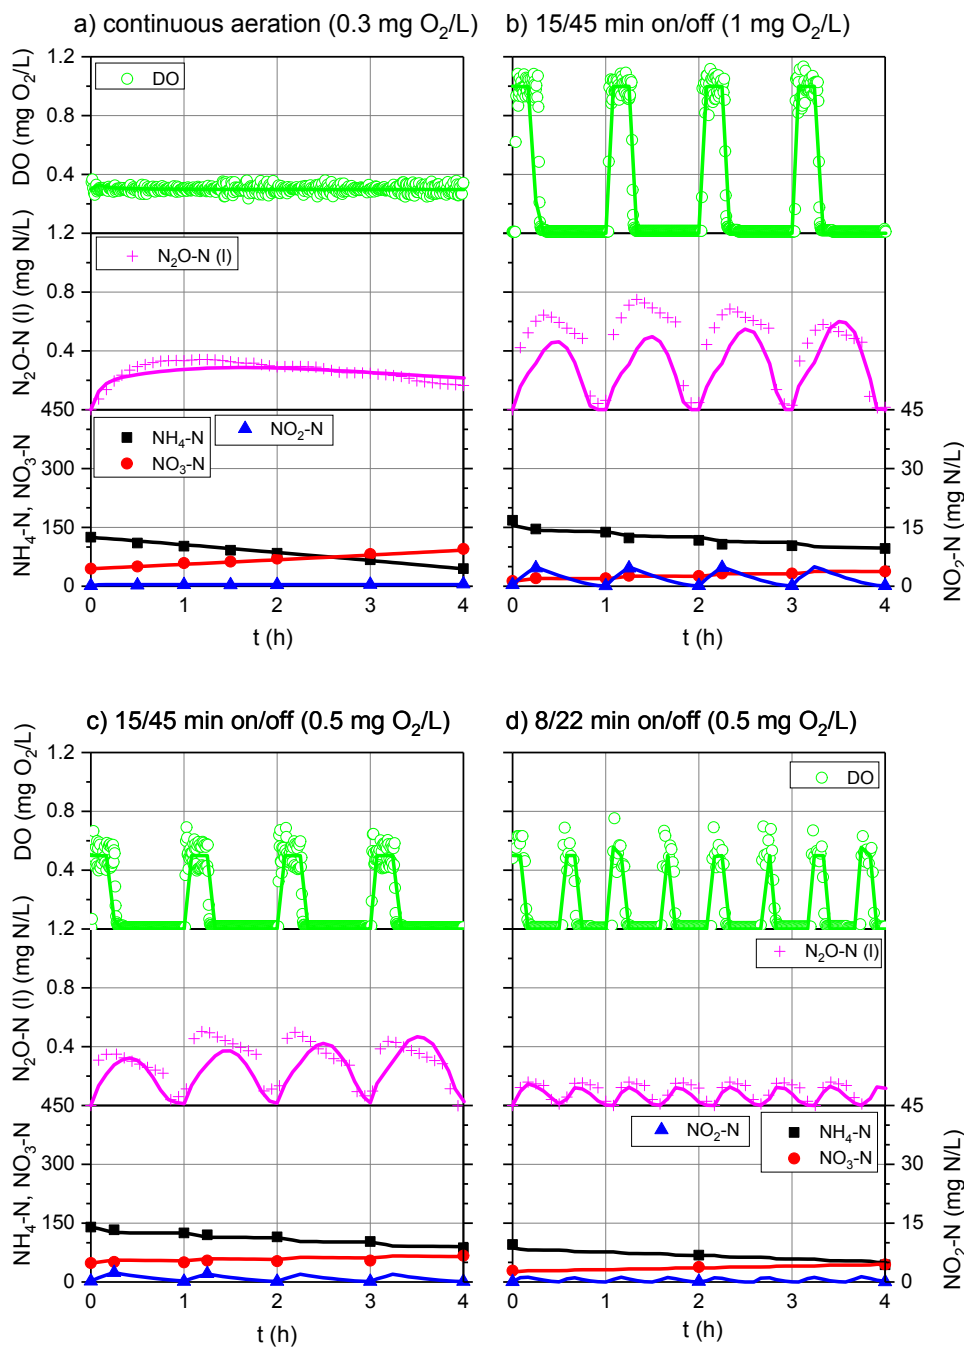 a) continuous aeration (0.3 mg O₂/L)
b) 15/45 min on/off (1 mg O₂/L)
DO (mg O₂/L)
1.2
0.8
0.4
DO
N₂O-N (l) (mg N/L)
1.2
0.8
0.4
N₂O-N (l)
NH₄-N, NO₃-N
450
300
150
0
NH₄-N
NO₃-N
NO₂-N
0 1 2 3 4
t (h)
45
30
15
0
NO₂-N (mg N/L)
0 1 2 3 4
t (h)
c) 15/45 min on/off (0.5 mg O₂/L)
d) 8/22 min on/off (0.5 mg O₂/L)
DO (mg O₂/L)
1.2
0.8
0.4
DO
N₂O-N (l) (mg N/L)
1.2
0.8
0.4
N₂O-N (l)
NH₄-N, NO₃-N
450
300
150
0
0 1 2 3 4
t (h)
NO₂-N
NH₄-N
NO₃-N
45
30
15
0
NO₂-N (mg N/L)
0 1 2 3 4
t (h)